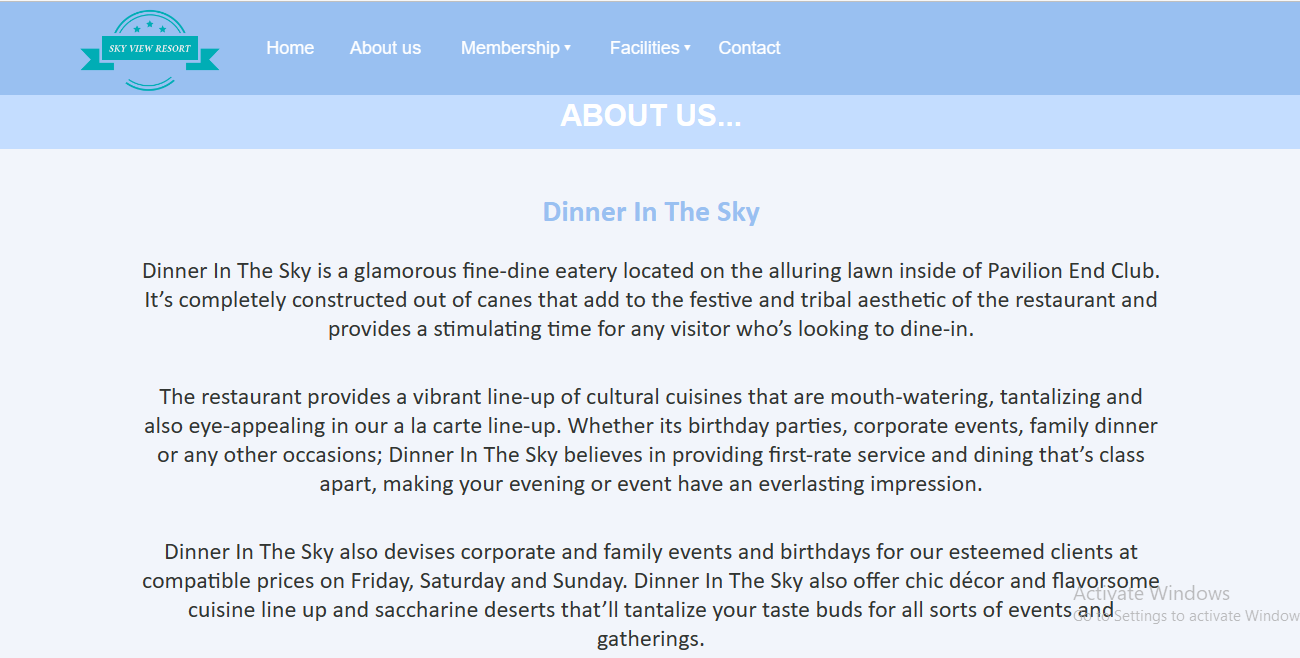 SKY VIEW RESORT
Home About us Membership Facilities Contact
ABOUT US...
Dinner In The Sky
Dinner In The Sky is a glamorous fine-dine eatery located on the alluring lawn inside of Pavilion End Club.
It’s completely constructed out of canes that add to the festive and tribal aesthetic of the restaurant and
provides a stimulating time for any visitor who’s looking to dine-in.
The restaurant provides a vibrant line-up of cultural cuisines that are mouth-watering, tantalizing and
also eye-appealing in our a la carte line-up. Whether its birthday parties, corporate events, family dinner
or any other occasions; Dinner In The Sky believes in providing first-rate service and dining that’s class
apart, making your evening or event have an everlasting impression.
Dinner In The Sky also devises corporate and family events and birthdays for our esteemed clients at
compatible prices on Friday, Saturday and Sunday. Dinner In The Sky also offer chic décor and flavorsome
cuisine line up and saccharine deserts that’ll tantalize your taste buds for all sorts of events and
gatherings.
Activate Windows
Go to Settings to activate Window